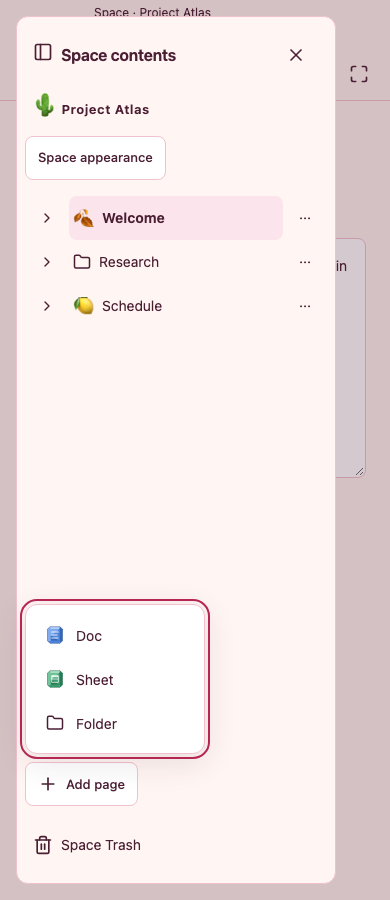 Space · Project Atlas
Space contents
Project Atlas
Space appearance
Welcome
Research
in
Schedule
Doc
Sheet
Folder
Add page
Space Trash